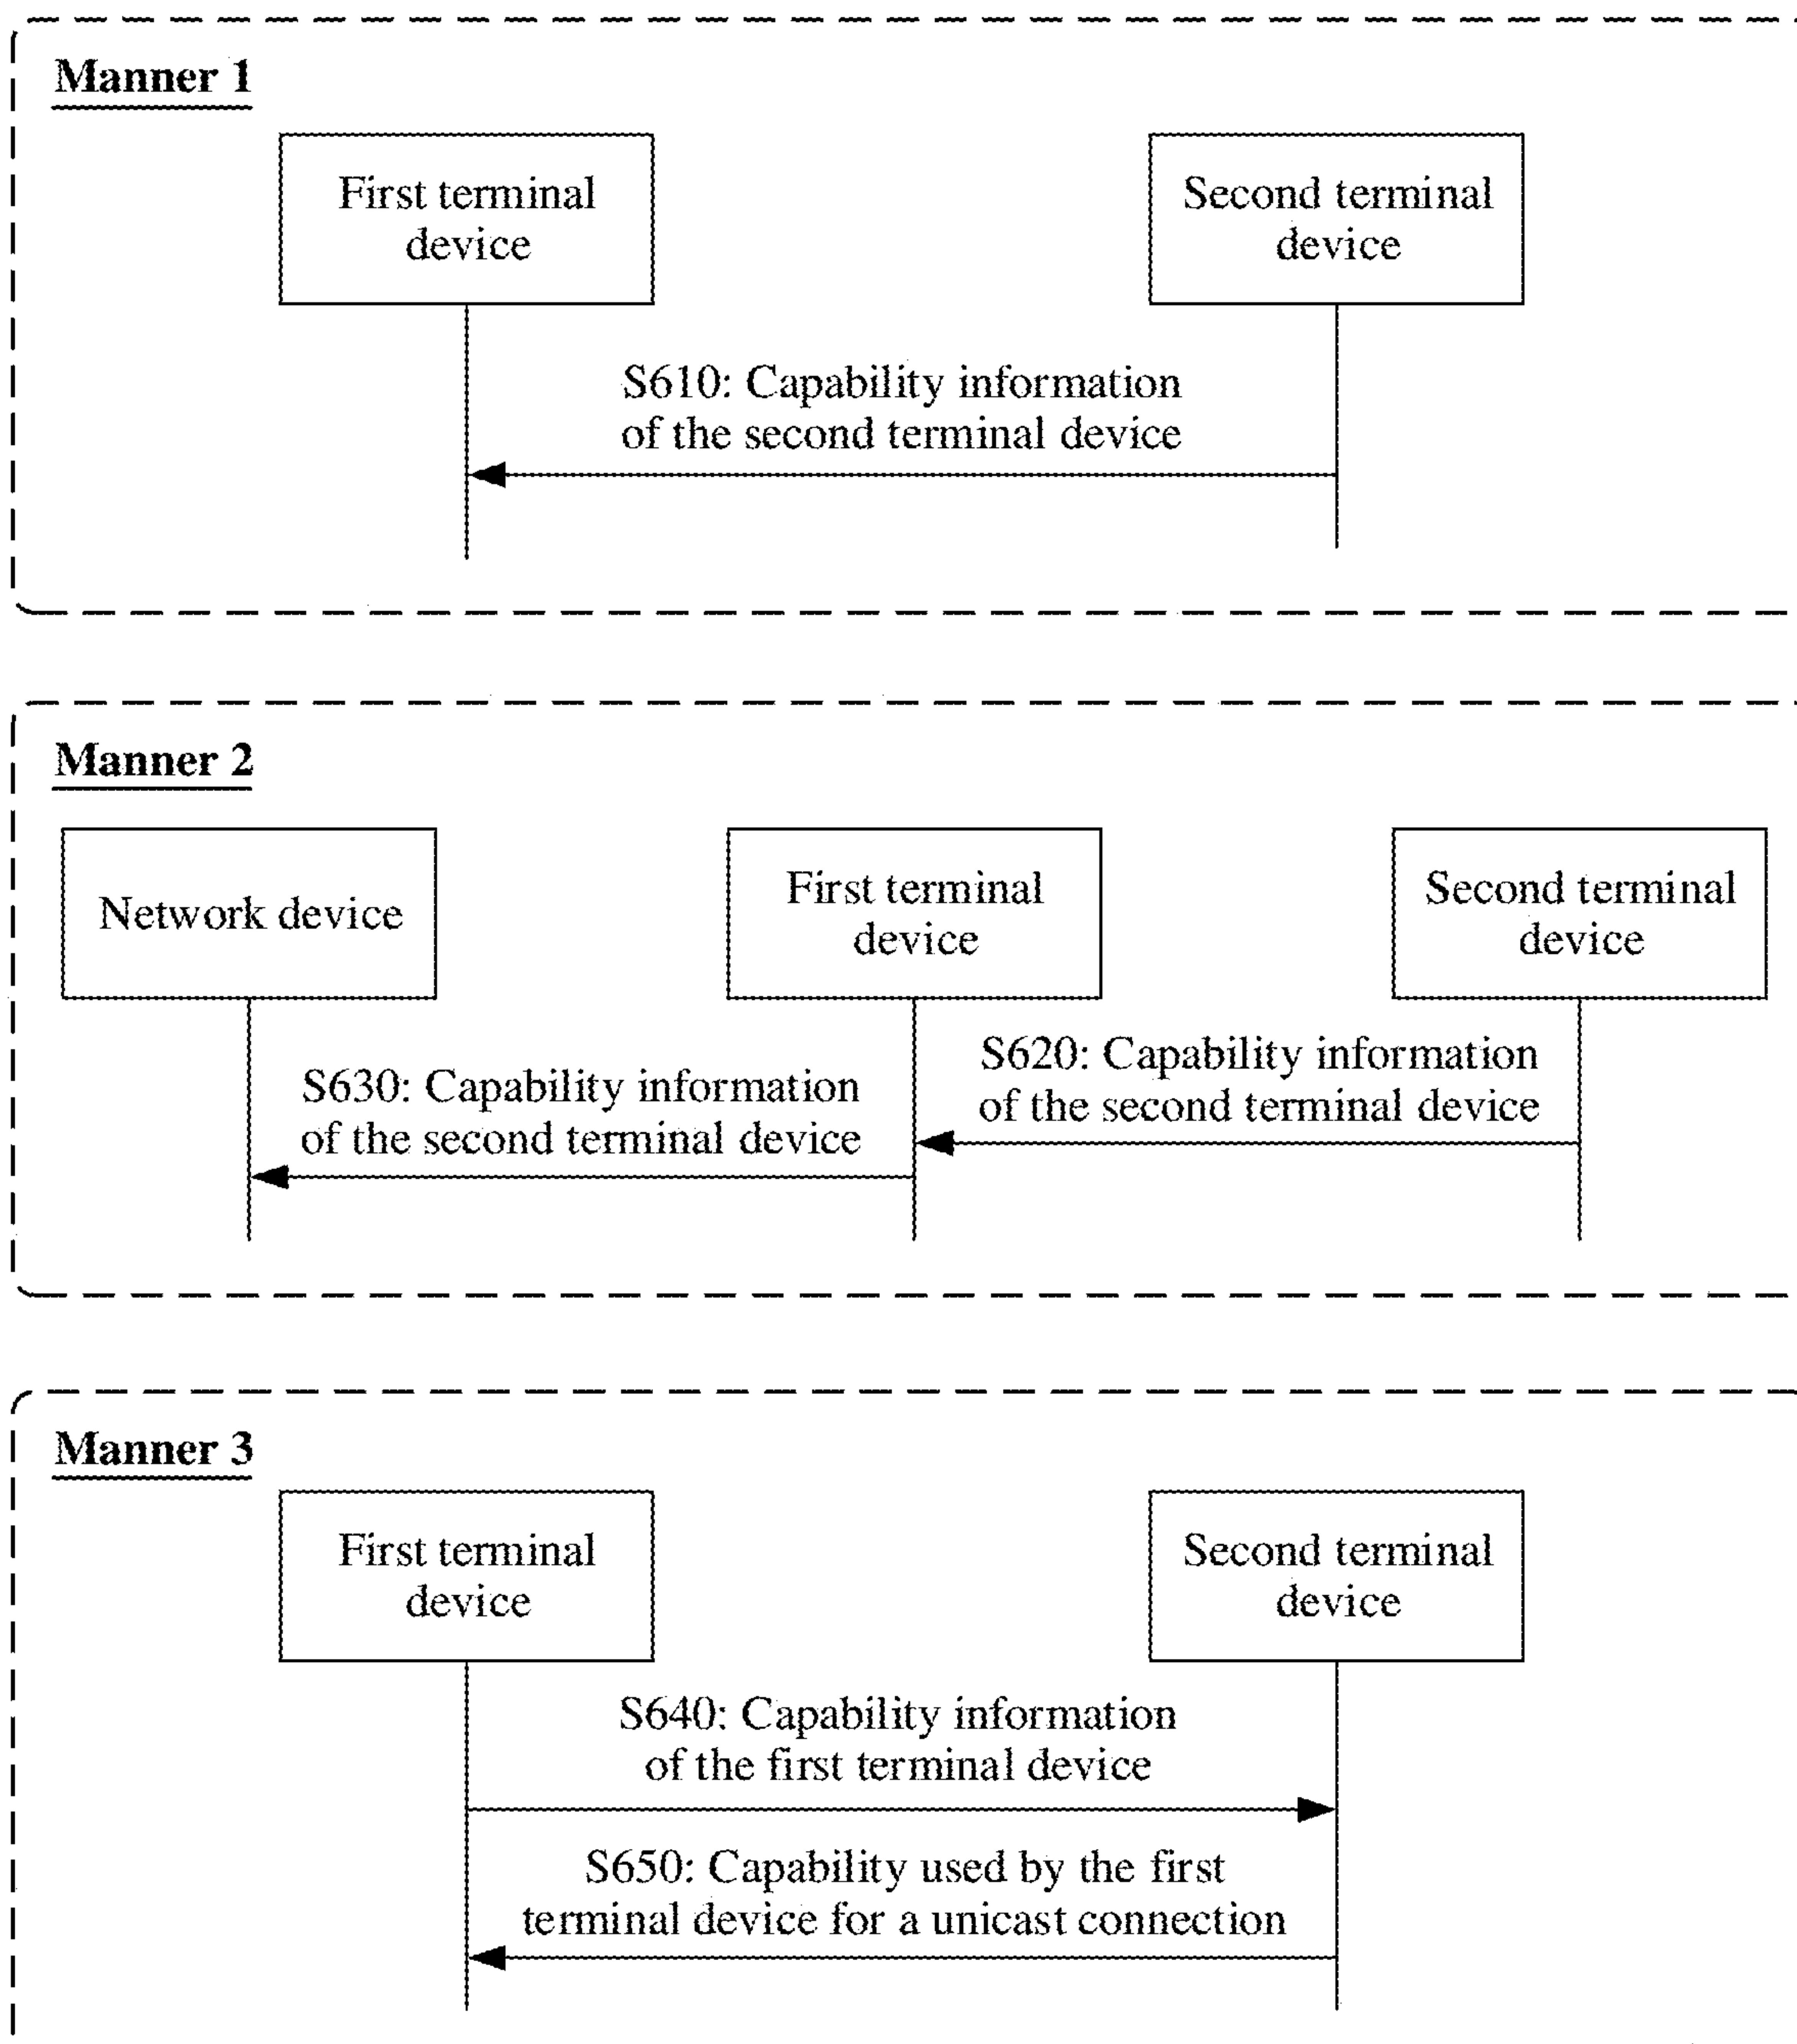 Manner 1
First terminal
device
Second terminal
device
S610: Capability information
of the second terminal device
Manner 2
Network device
First terminal
device
Second terminal
device
S620: Capability information
of the second terminal device
S630: Capability information
of the second terminal device
Manner 3
First terminal
device
Second terminal
device
S640: Capability information
of the first terminal device
S650: Capability used by the first
terminal device for a unicast connection